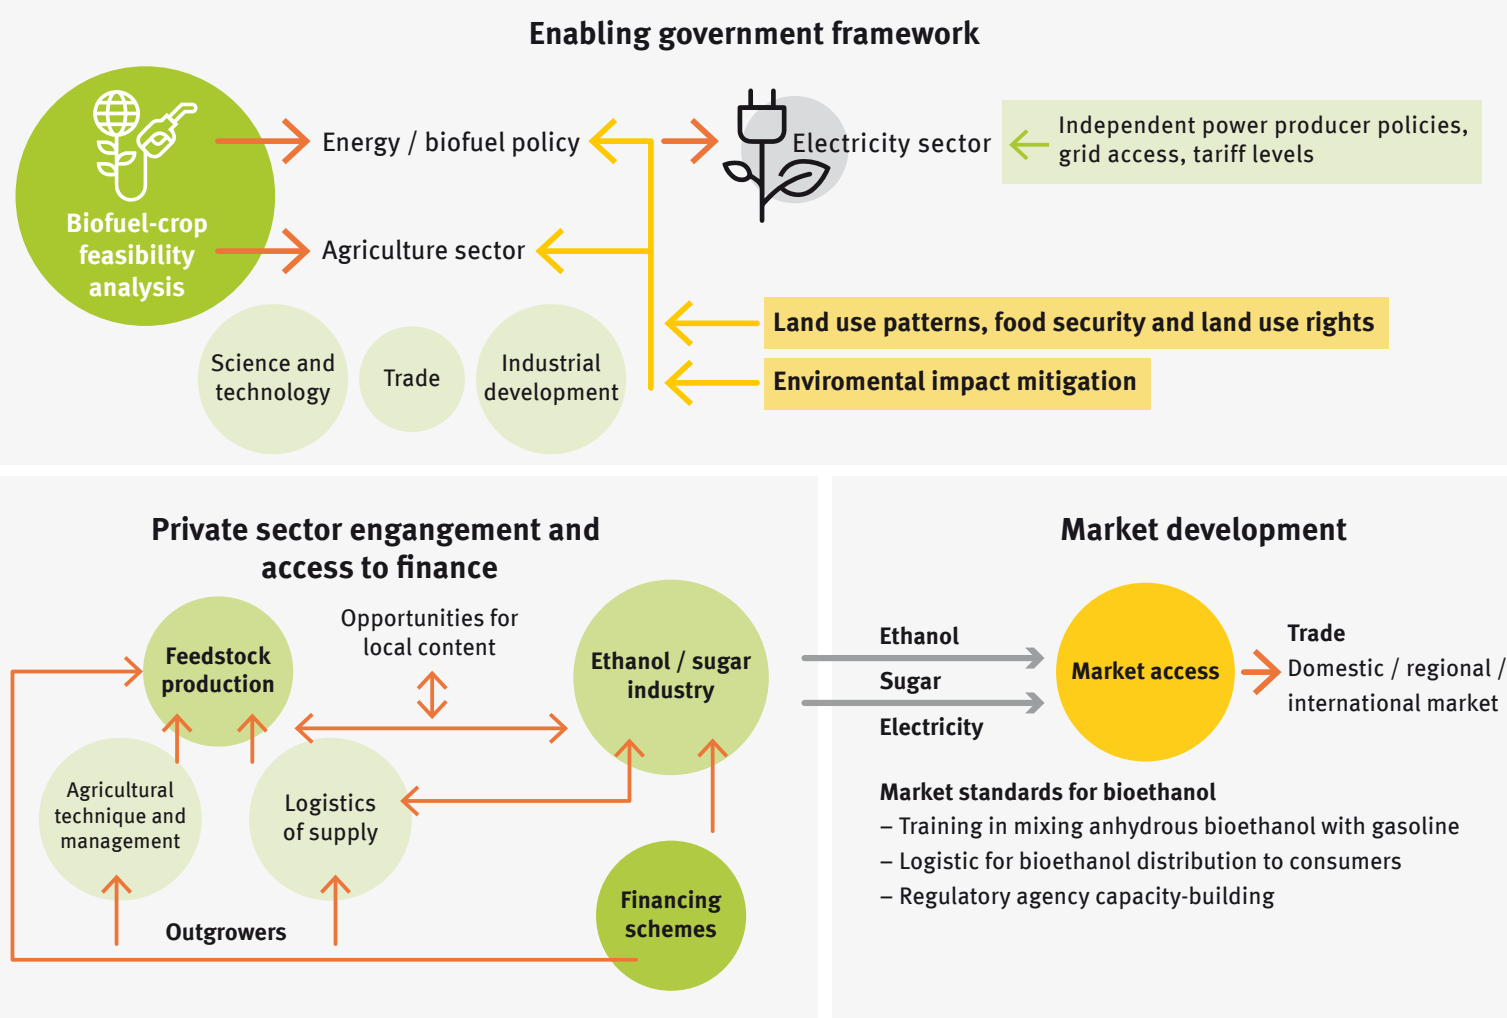 Enabling government framework
Biofuel-crop
feasibility
analysis
Energy / biofuel policy
Electricity sector
Independent power producer policies,
grid access, tariff levels
Agriculture sector
Science and
technology
Trade
Industrial
development
Land use patterns, food security and land use rights
Enviromental impact mitigation
Private sector engangement and
access to finance
Feedstock
production
Opportunities for
local content
Ethanol / sugar
industry
Agricultural
technique and
management
Logistics
of supply
Outgrowers
Financing
schemes
Market development
Ethanol
Sugar
Electricity
Market access
Trade
Domestic / regional /
international market
Market standards for bioethanol
– Training in mixing anhydrous bioethanol with gasoline
– Logistic for bioethanol distribution to consumers
– Regulatory agency capacity-building